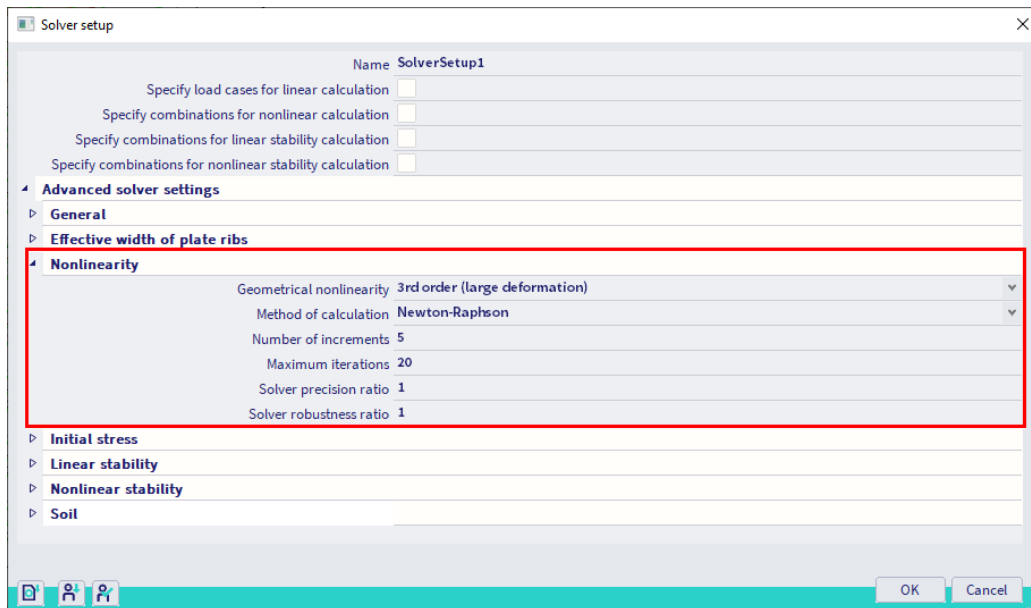 Solver setup
Name SolverSetup1
Specify load cases for linear calculation
Specify combinations for nonlinear calculation
Specify combinations for linear stability calculation
Specify combinations for nonlinear stability calculation
Advanced solver settings
General
Effective width of plate ribs
Nonlinearity
Geometrical nonlinearity 3rd order (large deformation)
Method of calculation Newton-Raphson
Number of increments 5
Maximum iterations 20
Solver precision ratio 1
Solver robustness ratio 1
Initial stress
Linear stability
Nonlinear stability
Soil
OK Cancel